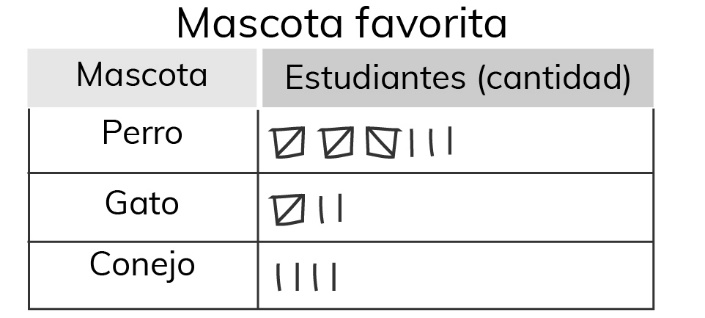 Mascota favorita
Mascota Estudiantes (cantidad)
Perro
Gato
Conejo